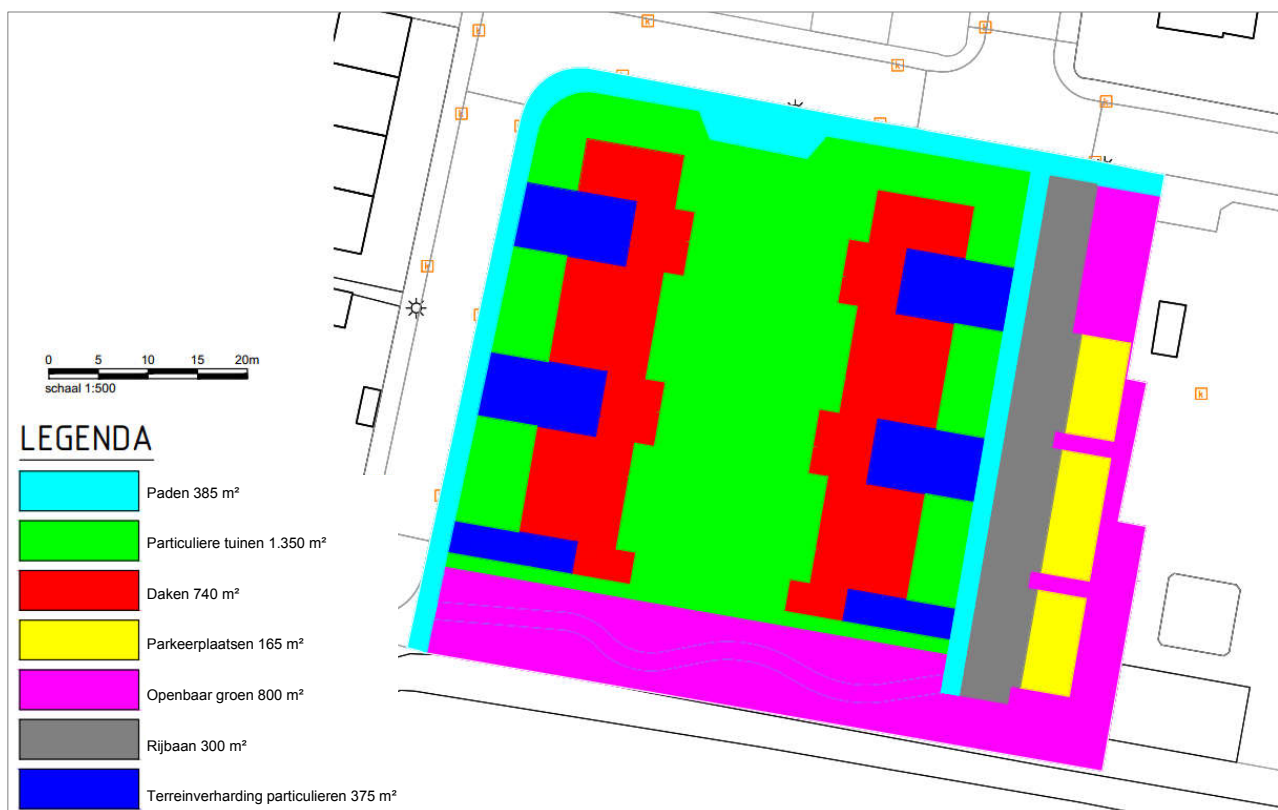 0 5 10 15 20m
schaal 1:500
LEGENDA
Paden 385 m²
Particuliere tuinen 1.350 m²
Daken 740 m²
Parkeerplaatsen 165 m²
Openbaar groen 800 m²
Rijbaan 300 m²
Terreinverharding particulieren 375 m²